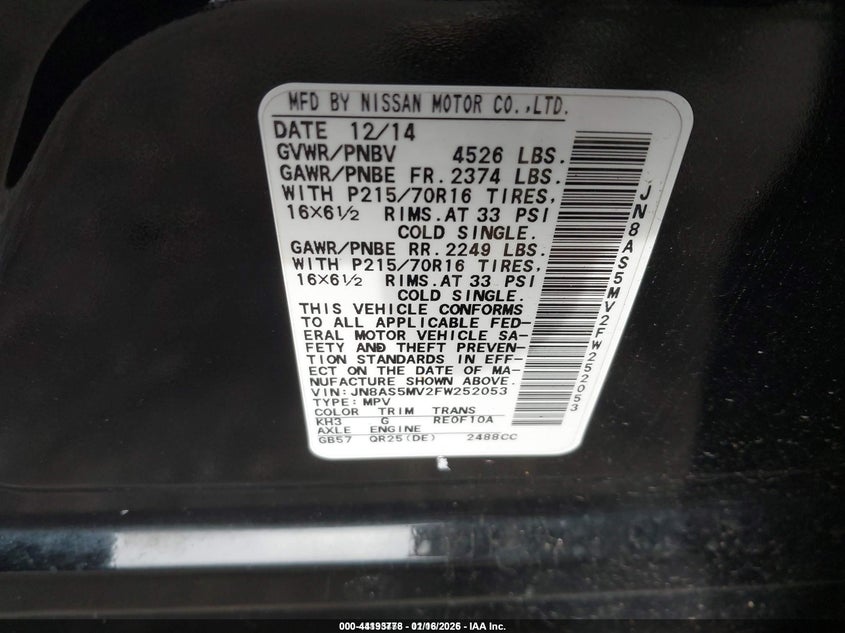 MFD BY NISSAN MOTOR CO.,LTD.
DATE 12/14
GVWR/PNBV 4526 LBS.
GAWR/PNBE FR. 2374 LBS.
WITH P215/70R16 TIRES,
16×6½ RIMS. AT 33 PSI
COLD SINGLE.
GAWR/PNBE RR. 2249 LBS.
WITH P215/70R16 TIRES,
16×6½ RIMS. AT 33 PSI
COLD SINGLE.
THIS VEHICLE CONFORMS
TO ALL APPLICABLE FED-
ERAL MOTOR VEHICLE SA-
FETY AND THEFT PREVEN-
TION STANDARDS IN EFF-
ECT ON THE DATE OF MA-
NUFACTURE SHOWN ABOVE.
VIN: JN8AS5MV2FW252053
TYPE: MPV
COLOR TRIM TRANS
KH3 G RE0F10A
AXLE ENGINE
GB57 QR25(DE) 2488CC
JN8AS5MV2FW252053
/2026 - IAA Inc.